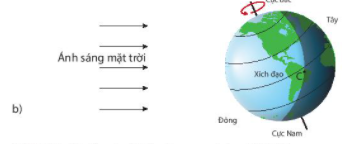 Cực Bắc
Tây
Ánh sáng mặt trời
Xích đạo
b)
Đông
Cực Nam